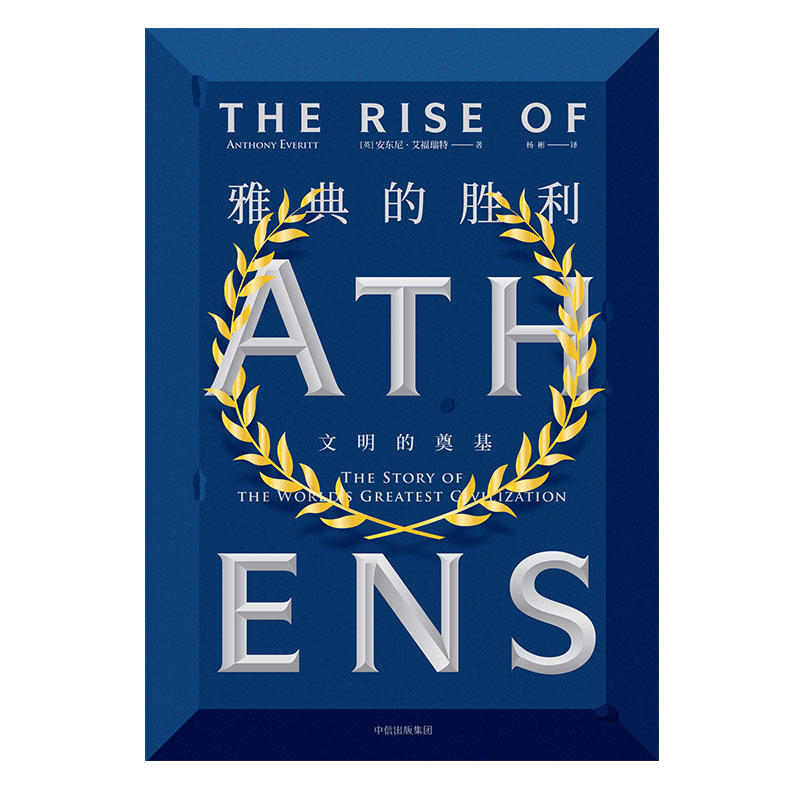 THE RISE OF
ANTHONY EVERITT [英]安东尼·艾福瑞特——著 杨彬——译
雅典的胜利
ATH
文明的奠基
THE STORY OF
THE WORLD'S GREATEST CIVILIZATION
ENS
中信出版集团